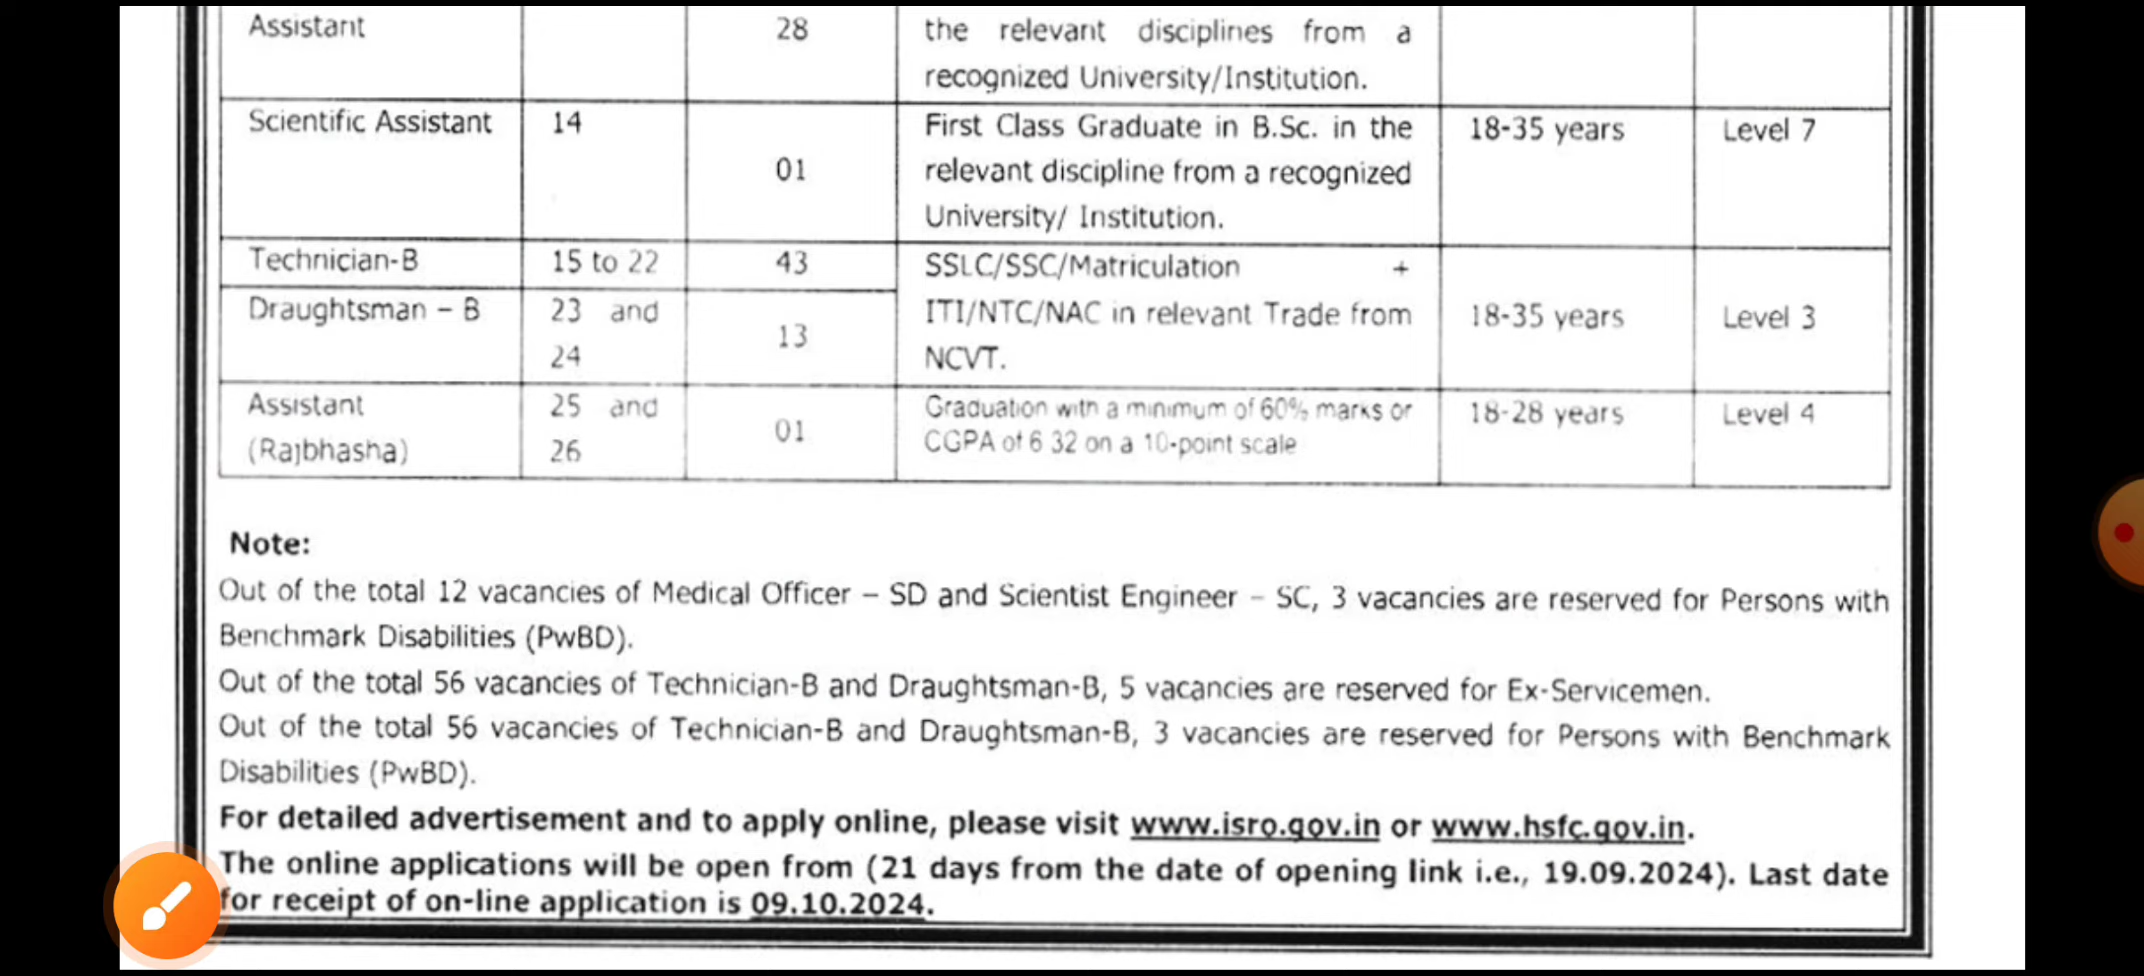 Assistant 28 the relevant disciplines from a
recognized University/Institution.
Scientific Assistant 14 01 First Class Graduate in B.Sc. in the 18-35 years Level 7
relevant discipline from a recognized
University/ Institution.
Technician-B 15 to 22 43 SSLC/SSC/Matriculation +
Draughtsman – B 23 and 13 ITI/NTC/NAC in relevant Trade from 18-35 years Level 3
24 NCVT.
Assistant 25 and 01 Graduation with a minimum of 60% marks or 18-28 years Level 4
(Rajbhasha) 26 CGPA of 6 32 on a 10-point scale
Note:
Out of the total 12 vacancies of Medical Officer – SD and Scientist Engineer – SC, 3 vacancies are reserved for Persons with
Benchmark Disabilities (PwBD).
Out of the total 56 vacancies of Technician-B and Draughtsman-B, 5 vacancies are reserved for Ex-Servicemen.
Out of the total 56 vacancies of Technician-B and Draughtsman-B, 3 vacancies are reserved for Persons with Benchmark
Disabilities (PwBD).
For detailed advertisement and to apply online, please visit www.isro.gov.in or www.hsfc.gov.in.
The online applications will be open from (21 days from the date of opening link i.e., 19.09.2024). Last date
for receipt of on-line application is 09.10.2024.